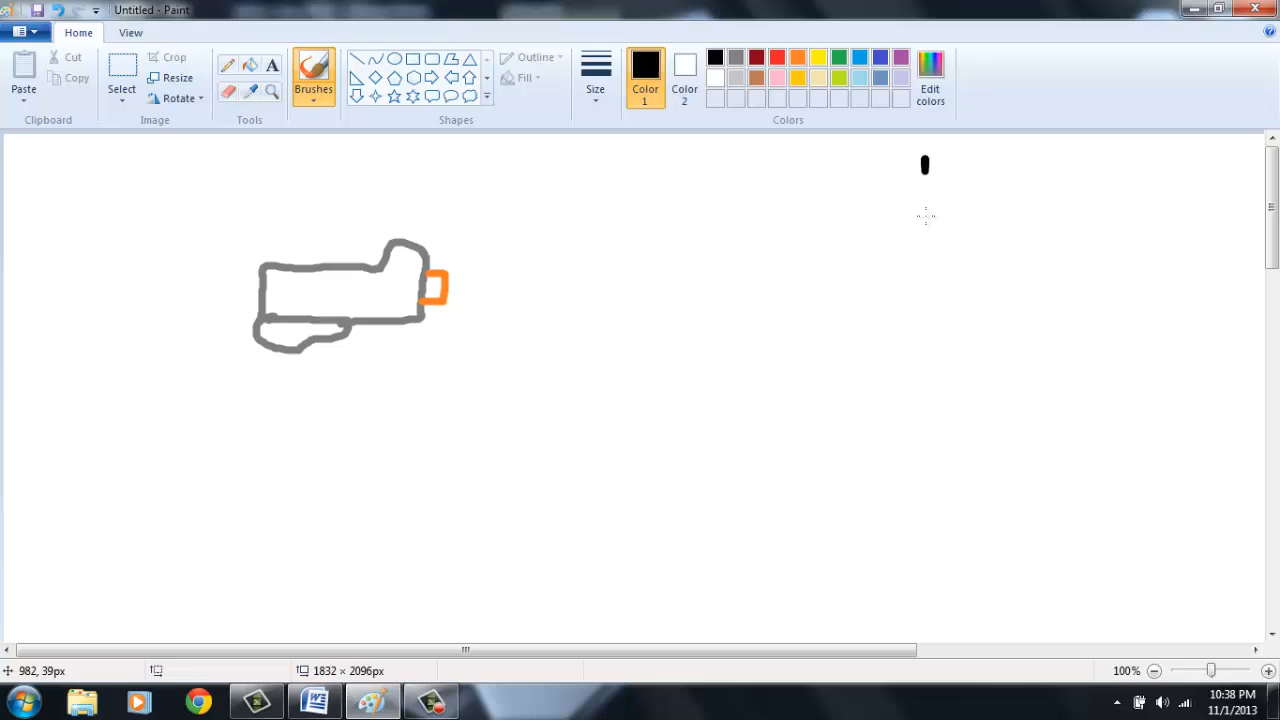 Untitled - Paint
Home View
Paste
Cut
Copy
Clipboard
Select
Crop
Resize
Rotate
Image
A
Tools
Brushes
Outline
Fill
Shapes
Size
Color 1
Color 2
Edit colors
Colors
982, 39px
1832 × 2096px
100%
10:38 PM
11/1/2013